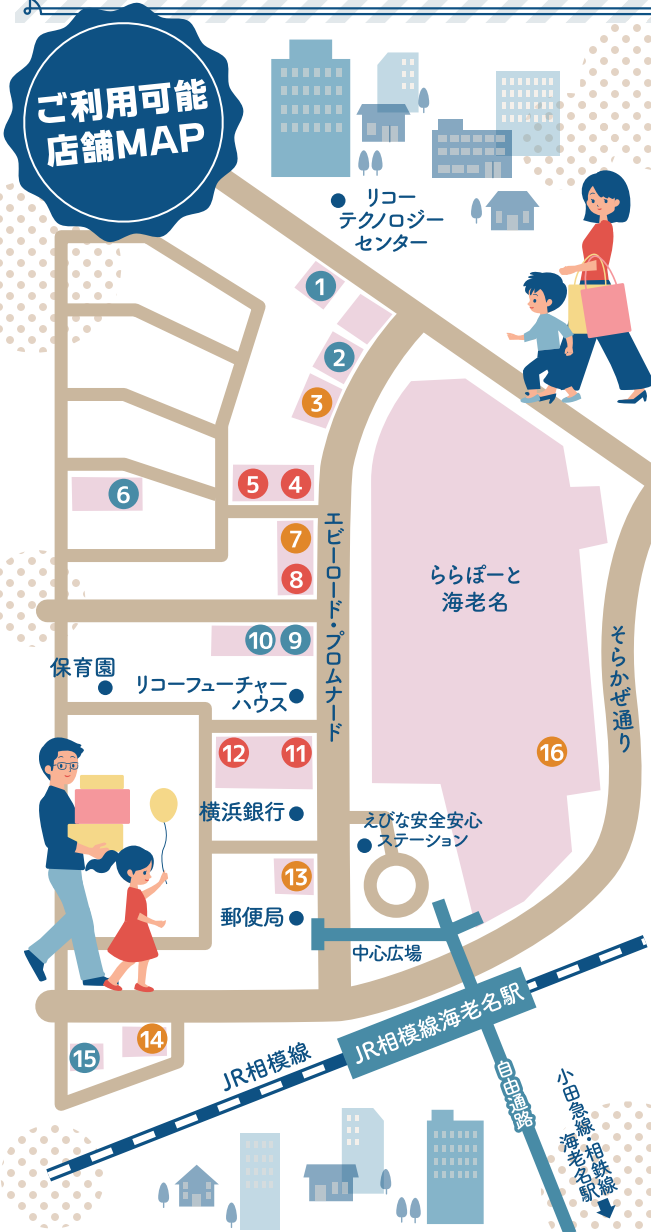 ご利用可能
店舗MAP
リコー
テクノロジー
センター
1
2
3
5
4
6
7
8
エビーロード・プロムナード
ららぽーと
海老名
10
9
保育園
リコーフューチャー
ハウス
そらかぜ通り
12
11
16
横浜銀行
えびな安全安心
ステーション
13
郵便局
中心広場
JR相模線海老名駅
14
15
JR相模線
自由通路
小田急線・相鉄線
海老名駅